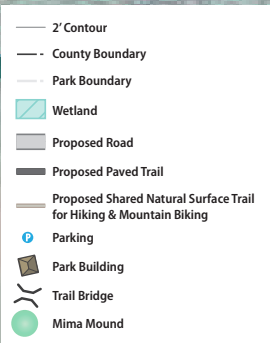 2' Contour
County Boundary
Park Boundary
Wetland
Proposed Road
Proposed Paved Trail
Proposed Shared Natural Surface Trail
for Hiking & Mountain Biking
P Parking
Park Building
Trail Bridge
Mima Mound